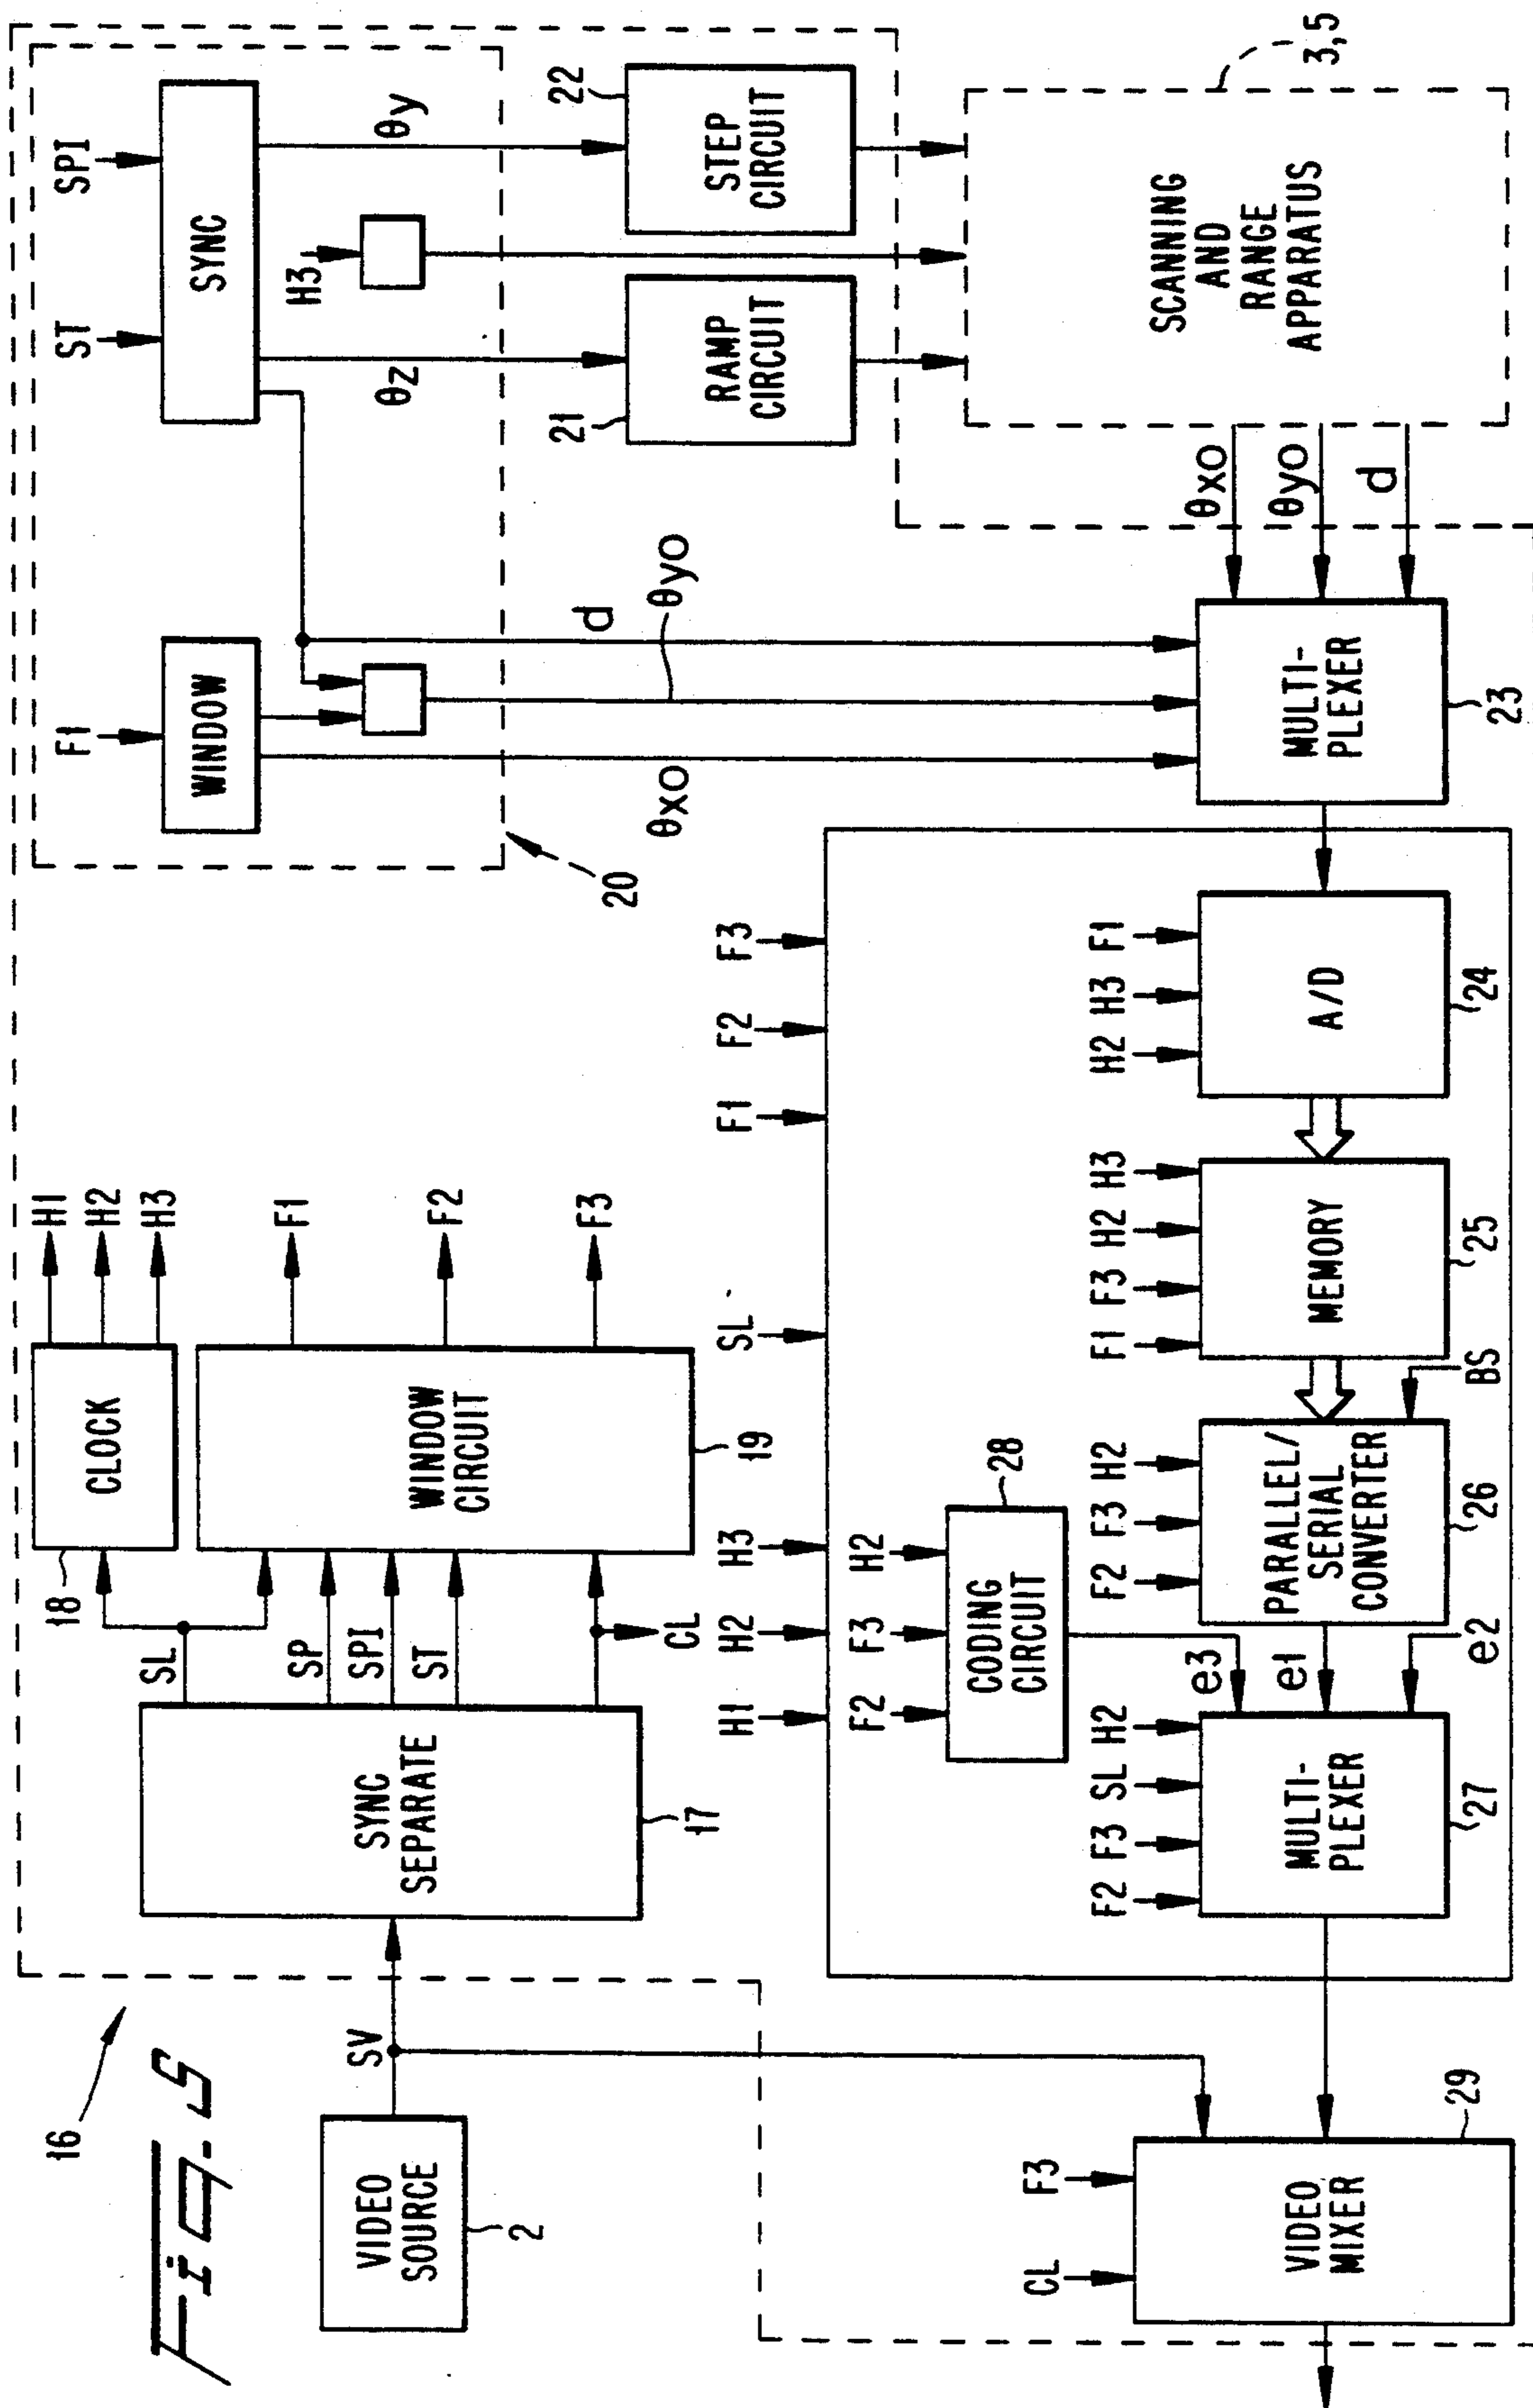 Fig. 5
16
VIDEO
SOURCE
2
SV
SYNC
SEPARATE
17
SL
SP
SPI
ST
CL
18
CLOCK
H1
H2
H3
WINDOW
CIRCUIT
19
F1
F2
F3
F1
WINDOW
ST
SPI
SYNC
H3
θz
θy
20
θxo
d
θyo
21
RAMP
CIRCUIT
22
STEP
CIRCUIT
SCANNING
AND
RANGE
APPARATUS
3,5
θxo
θyo
d
MULTI-
PLEXER
23
H1
H2
H3
SL
F1
F2
F3
F2
F3
H2
CODING
CIRCUIT
28
H2
H3
F1
A/D
24
F1
F3
H2
H3
MEMORY
25
F2
F3
H2
PARALLEL/
SERIAL
CONVERTER
26
BS
F2
F3
SL
H2
e3
e1
e2
MULTI-
PLEXER
27
CL
F3
VIDEO
MIXER
29